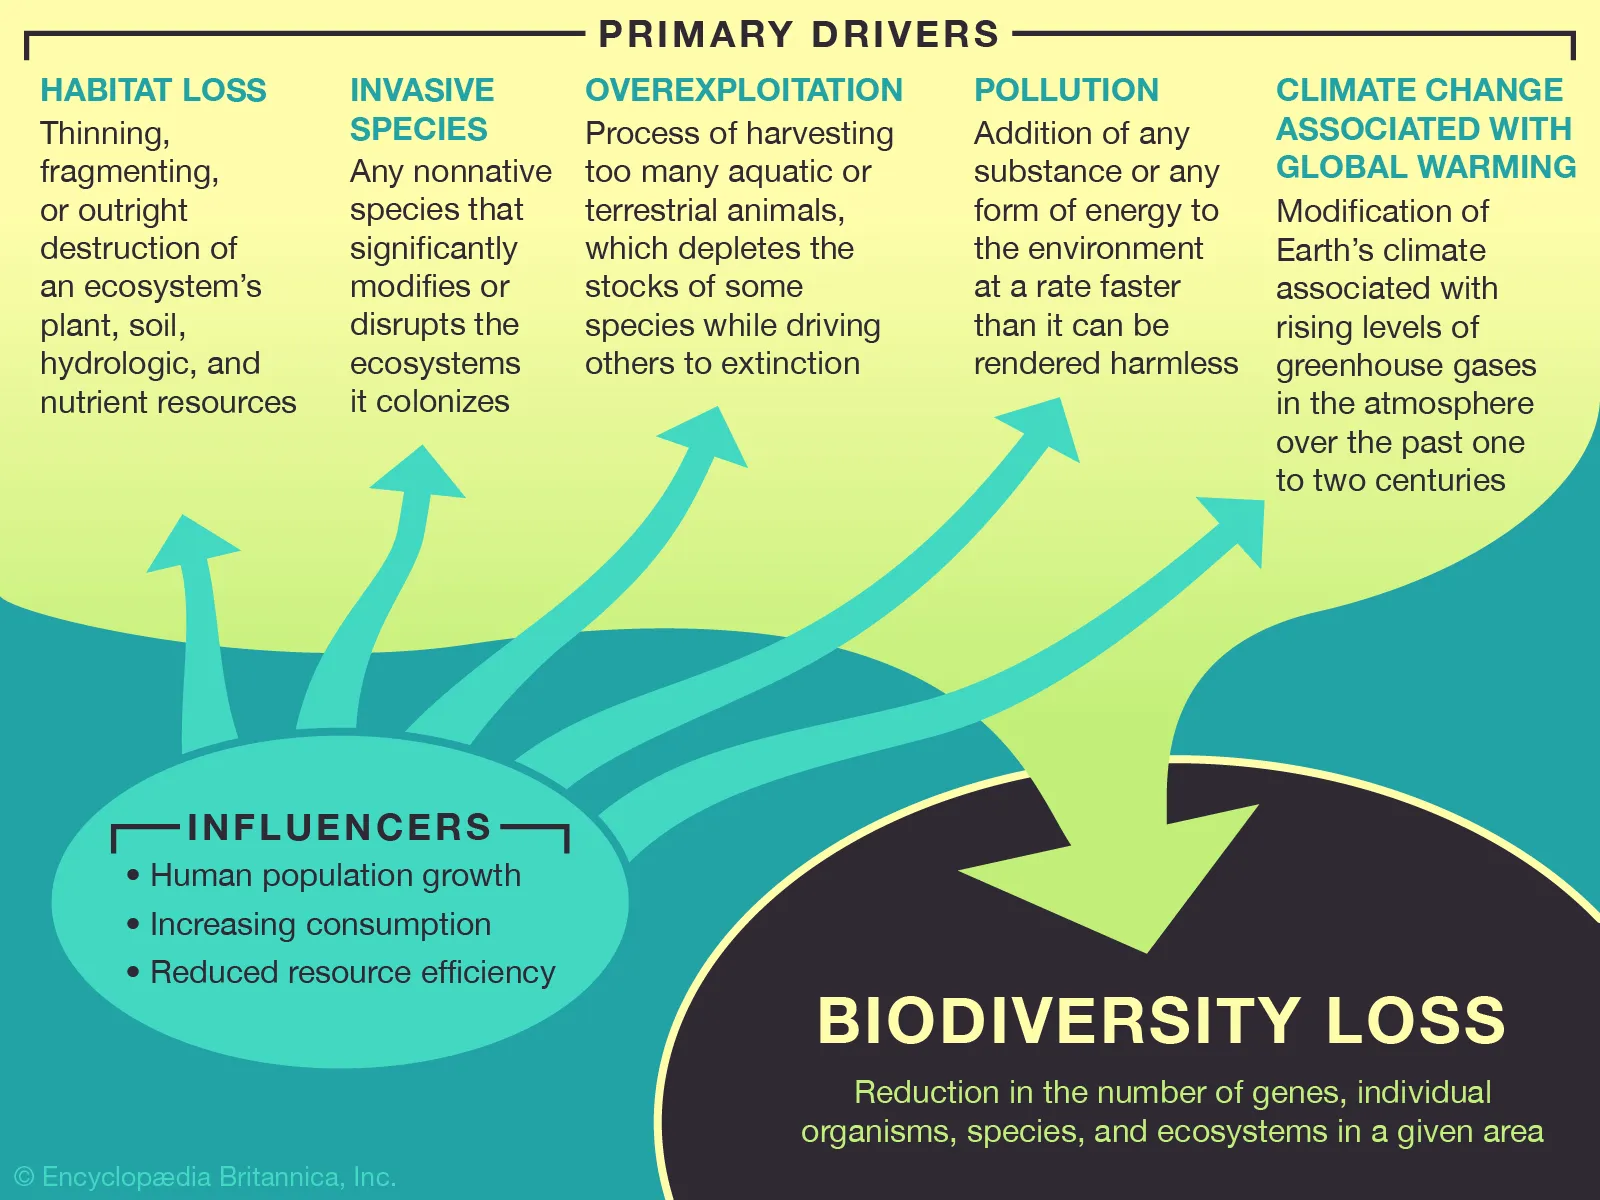 PRIMARY DRIVERS
HABITAT LOSS
Thinning,
fragmenting,
or outright
destruction of
an ecosystem’s
plant, soil,
hydrologic, and
nutrient resources
INVASIVE
SPECIES
Any nonnative
species that
significantly
modifies or
disrupts the
ecosystems
it colonizes
OVEREXPLOITATION
Process of harvesting
too many aquatic or
terrestrial animals,
which depletes the
stocks of some
species while driving
others to extinction
POLLUTION
Addition of any
substance or any
form of energy to
the environment
at a rate faster
than it can be
rendered harmless
CLIMATE CHANGE
ASSOCIATED WITH
GLOBAL WARMING
Modification of
Earth’s climate
associated with
rising levels of
greenhouse gases
in the atmosphere
over the past one
to two centuries
INFLUENCERS
• Human population growth
• Increasing consumption
• Reduced resource efficiency
BIODIVERSITY LOSS
Reduction in the number of genes, individual
organisms, species, and ecosystems in a given area
© Encyclopædia Britannica, Inc.